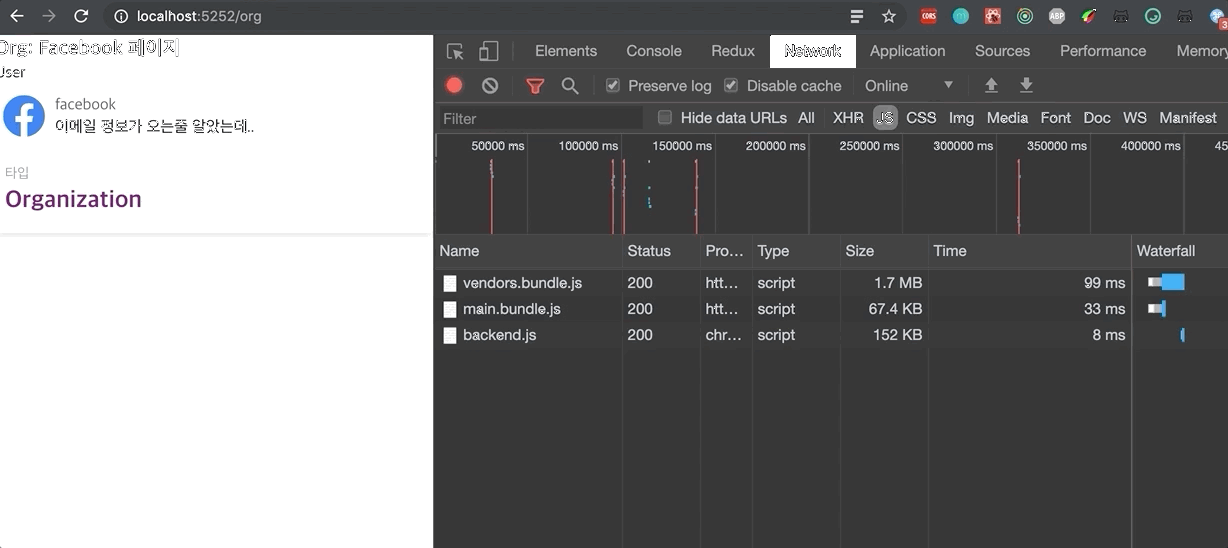 localhost:5252/org
CORS
ABP
3
Org: Facebook 페이지
User
facebook
이메일 정보가 오는줄 알았는데..
타입
Organization
Elements Console Redux Network Application Sources Performance Memory
Preserve log Disable cache Online
Filter Hide data URLs All XHR JS CSS Img Media Font Doc WS Manifest
50000 ms 100000 ms 150000 ms 200000 ms 250000 ms 300000 ms 350000 ms 400000 ms 45
Name Status Pro... Type Size Time Waterfall
vendors.bundle.js 200 htt... script 1.7 MB 99 ms
main.bundle.js 200 htt... script 67.4 KB 33 ms
backend.js 200 chr... script 152 KB 8 ms